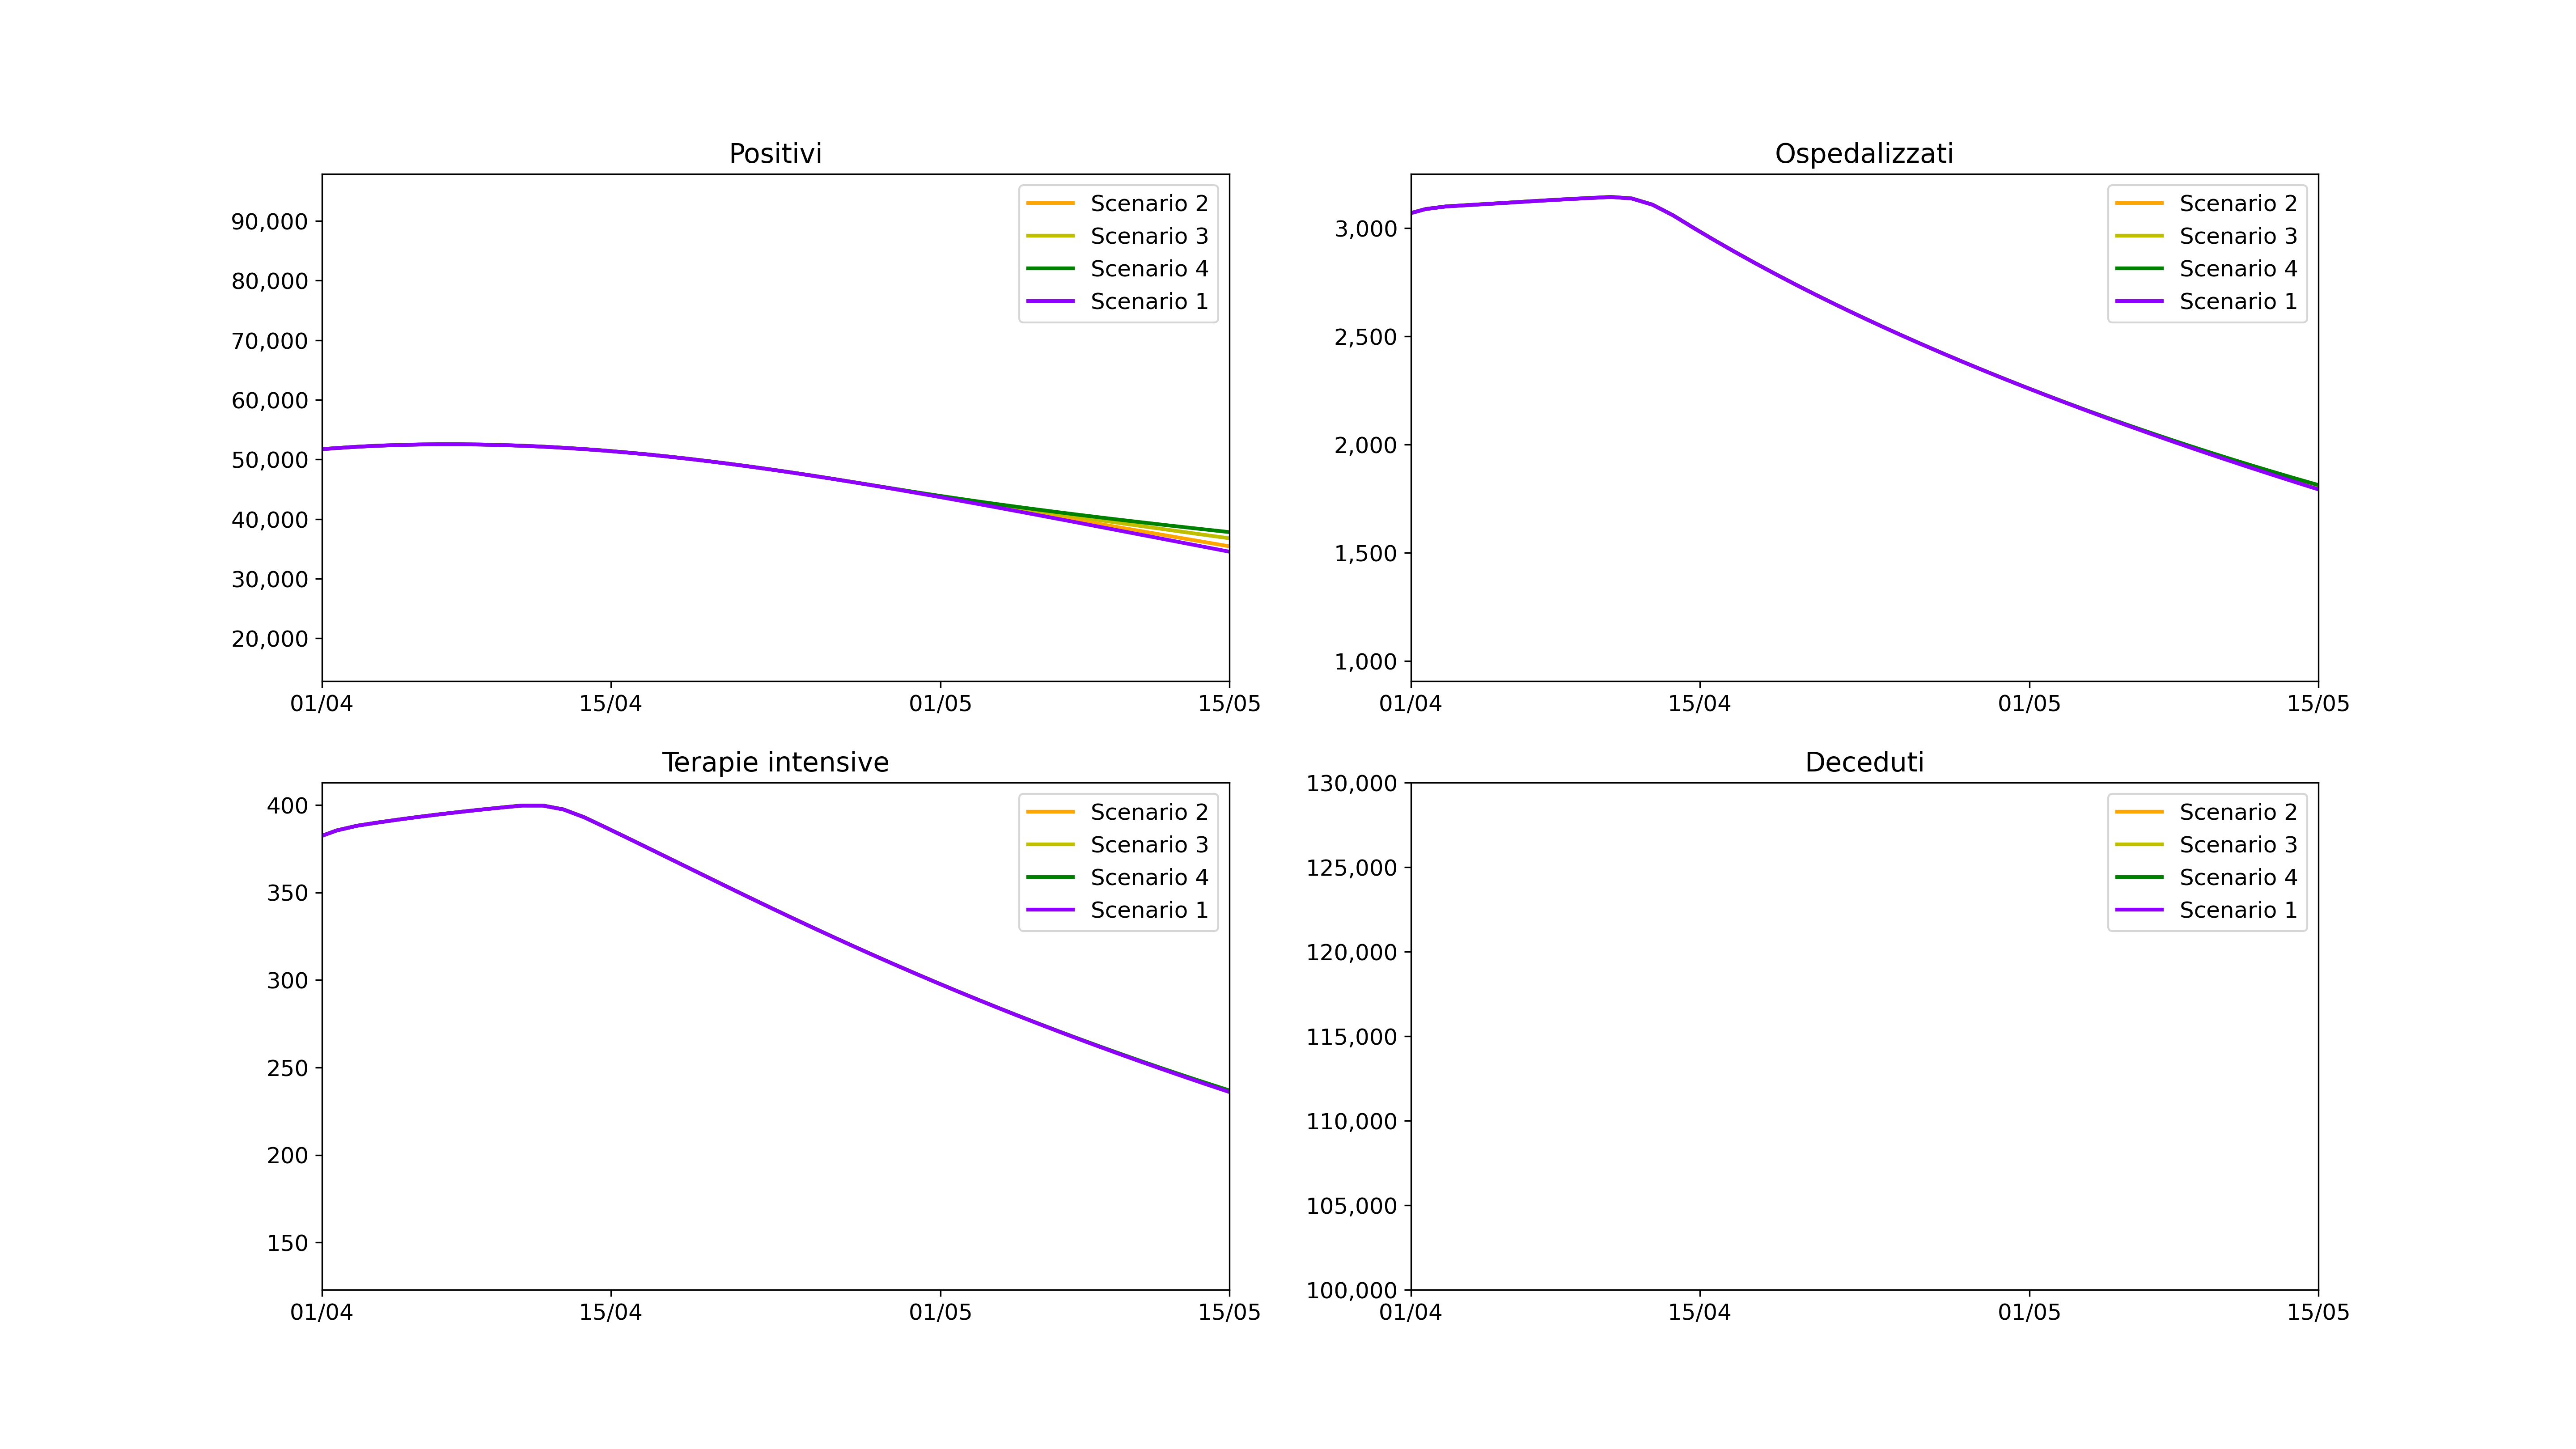 Positivi
90,000
80,000
70,000
60,000
50,000
40,000
30,000
20,000
01/04 15/04 01/05 15/05
Scenario 2
Scenario 3
Scenario 4
Scenario 1
Ospedalizzati
3,000
2,500
2,000
1,500
1,000
01/04 15/04 01/05 15/05
Scenario 2
Scenario 3
Scenario 4
Scenario 1
Terapie intensive
400
350
300
250
200
150
01/04 15/04 01/05 15/05
Scenario 2
Scenario 3
Scenario 4
Scenario 1
Deceduti
130,000
125,000
120,000
115,000
110,000
105,000
100,000
01/04 15/04 01/05 15/05
Scenario 2
Scenario 3
Scenario 4
Scenario 1